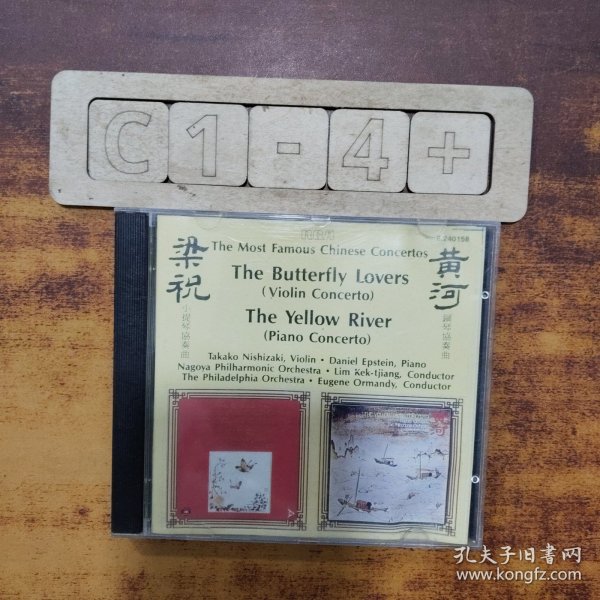 C1-4+
RCA
E 240158
The Most Famous Chinese Concertos
梁祝
小提琴協奏曲
The Butterfly Lovers
(Violin Concerto)
The Yellow River
(Piano Concerto)
黄河
鋼琴協奏曲
Takako Nishizaki, Violin • Daniel Epstein, Piano
Nagoya Philharmonic Orchestra • Lim Kek-tjiang, Conductor
The Philadelphia Orchestra • Eugene Ormandy, Conductor
孔夫子旧书网
www.kongfz.com